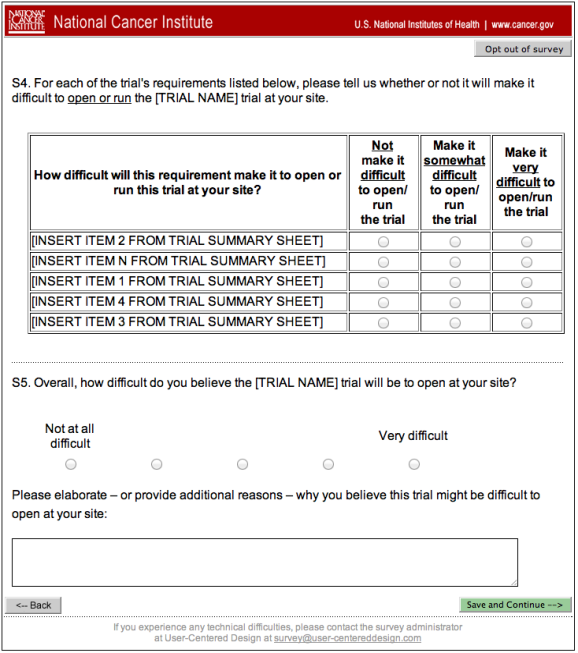 NATIONAL
CANCER
INSTITUTE
National Cancer Institute
U.S. National Institutes of Health | www.cancer.gov
Opt out of survey
S4. For each of the trial's requirements listed below, please tell us whether or not it will make it
difficult to open or run the [TRIAL NAME] trial at your site.
How difficult will this requirement make it to open or
run this trial at your site?
Not
make it
difficult
to open/
run
the trial
Make it
somewhat
difficult
to open/
run
the trial
Make it
very
difficult to
open/run
the trial
[INSERT ITEM 2 FROM TRIAL SUMMARY SHEET]
[INSERT ITEM N FROM TRIAL SUMMARY SHEET]
[INSERT ITEM 1 FROM TRIAL SUMMARY SHEET]
[INSERT ITEM 4 FROM TRIAL SUMMARY SHEET]
[INSERT ITEM 3 FROM TRIAL SUMMARY SHEET]
S5. Overall, how difficult do you believe the [TRIAL NAME] trial will be to open at your site?
Not at all
difficult
Very difficult
Please elaborate – or provide additional reasons – why you believe this trial might be difficult to
open at your site:
<-- Back
Save and Continue -->
If you experience any technical difficulties, please contact the survey administrator
at User-Centered Design at survey@user-centereddesign.com